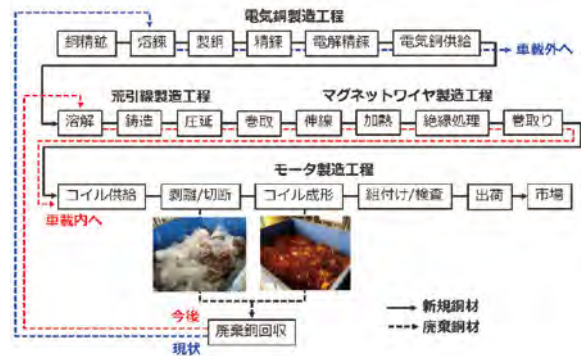 電気銅製造工程
銅精鉱 熔錬 製銅 精錬 電解精錬 電気銅供給
車載外へ
荒引線製造工程 マグネットワイヤ製造工程
溶解 鋳造 圧延 巻取 伸線 加熱 絶縁処理 巻取り
モータ製造工程
コイル供給 剥離/切断 コイル成形 組付け/検査 出荷 市場
車載内へ
今後
廃棄銅回収
現状
新規銅材
廃棄銅材